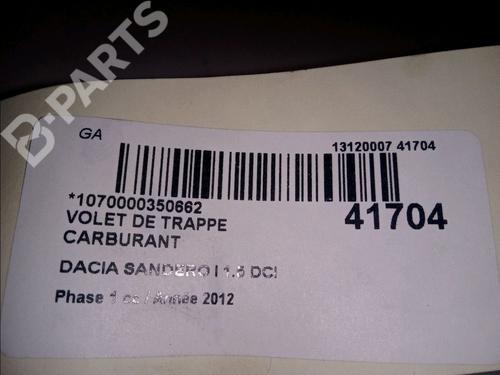 B-PARTS
GA
13120007 41704
*1070000350662
41704
VOLET DE TRAPPE
CARBURANT
DACIA SANDERO I 1.5 DCI
Phase 1 cc / Année 2012